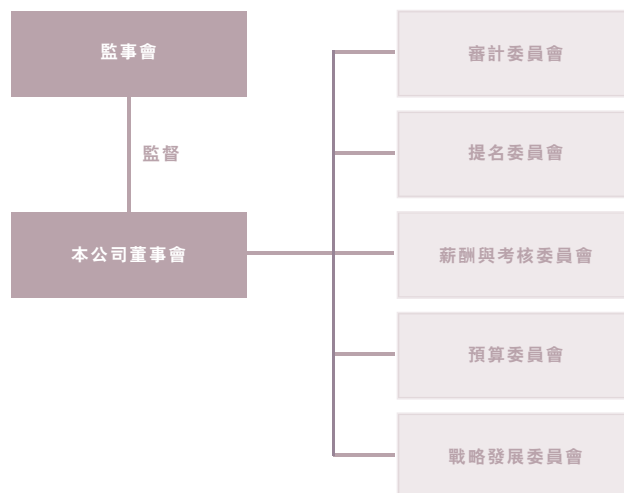 監事會
監督
本公司董事會
審計委員會
提名委員會
薪酬與考核委員會
預算委員會
戰略發展委員會